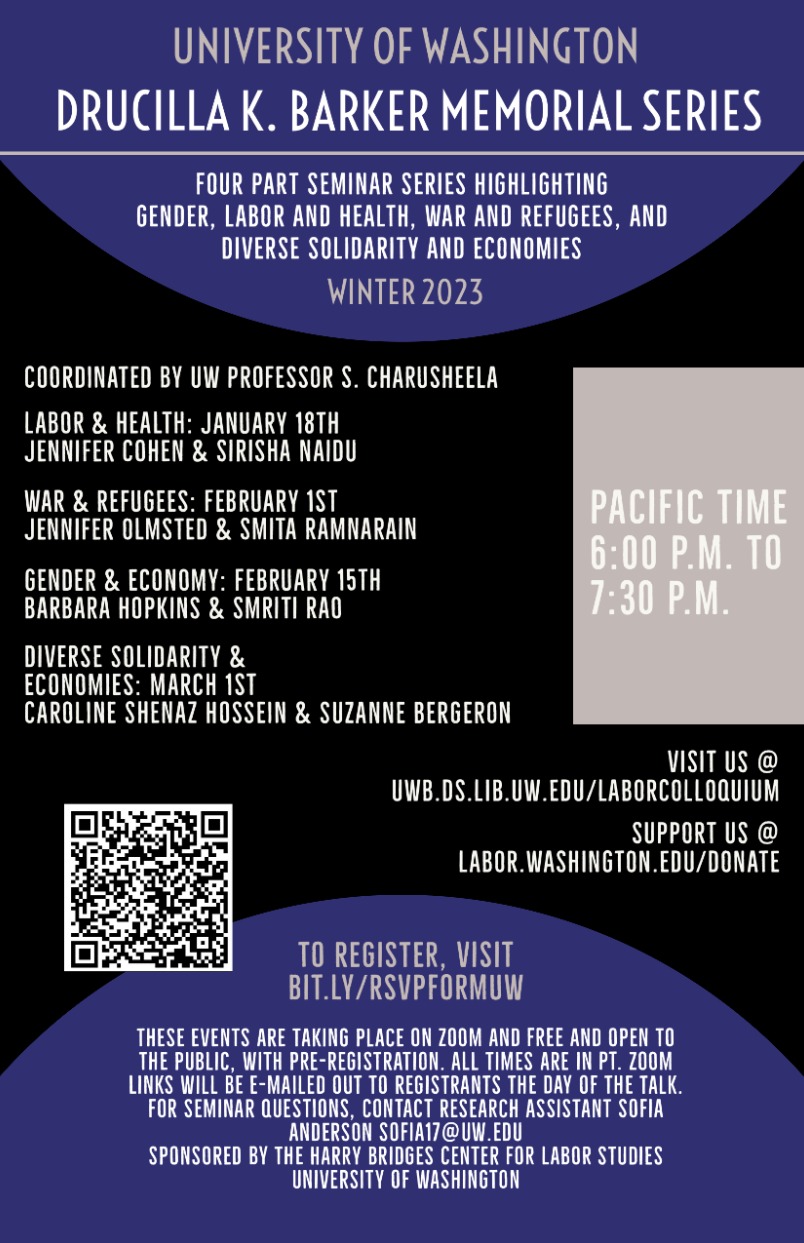 UNIVERSITY OF WASHINGTON
DRUCILLA K. BARKER MEMORIAL SERIES
FOUR PART SEMINAR SERIES HIGHLIGHTING
GENDER, LABOR AND HEALTH, WAR AND REFUGEES, AND
DIVERSE SOLIDARITY AND ECONOMIES
WINTER 2023
COORDINATED BY UW PROFESSOR S. CHARUSHEELA
LABOR & HEALTH: JANUARY 18TH
JENNIFER COHEN & SIRISHA NAIDU
WAR & REFUGEES: FEBRUARY 1ST
JENNIFER OLMSTED & SMITA RAMNARAIN
GENDER & ECONOMY: FEBRUARY 15TH
BARBARA HOPKINS & SMRITI RAO
DIVERSE SOLIDARITY &
ECONOMIES: MARCH 1ST
CAROLINE SHENAZ HOSSEIN & SUZANNE BERGERON
PACIFIC TIME
6:00 P.M. TO
7:30 P.M.
VISIT US @
UWB.DS.LIB.UW.EDU/LABORCOLLOQUIUM
SUPPORT US @
LABOR.WASHINGTON.EDU/DONATE
TO REGISTER, VISIT
BIT.LY/RSVPFORMUW
THESE EVENTS ARE TAKING PLACE ON ZOOM AND FREE AND OPEN TO
THE PUBLIC, WITH PRE-REGISTRATION. ALL TIMES ARE IN PT. ZOOM
LINKS WILL BE E-MAILED OUT TO REGISTRANTS THE DAY OF THE TALK.
FOR SEMINAR QUESTIONS, CONTACT RESEARCH ASSISTANT SOFIA
ANDERSON SOFIA17@UW.EDU
SPONSORED BY THE HARRY BRIDGES CENTER FOR LABOR STUDIES
UNIVERSITY OF WASHINGTON